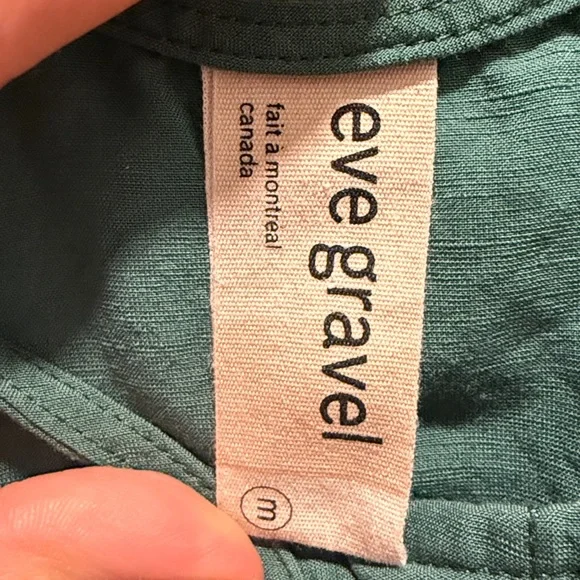 eve gravel
fait à montréal
canada
m